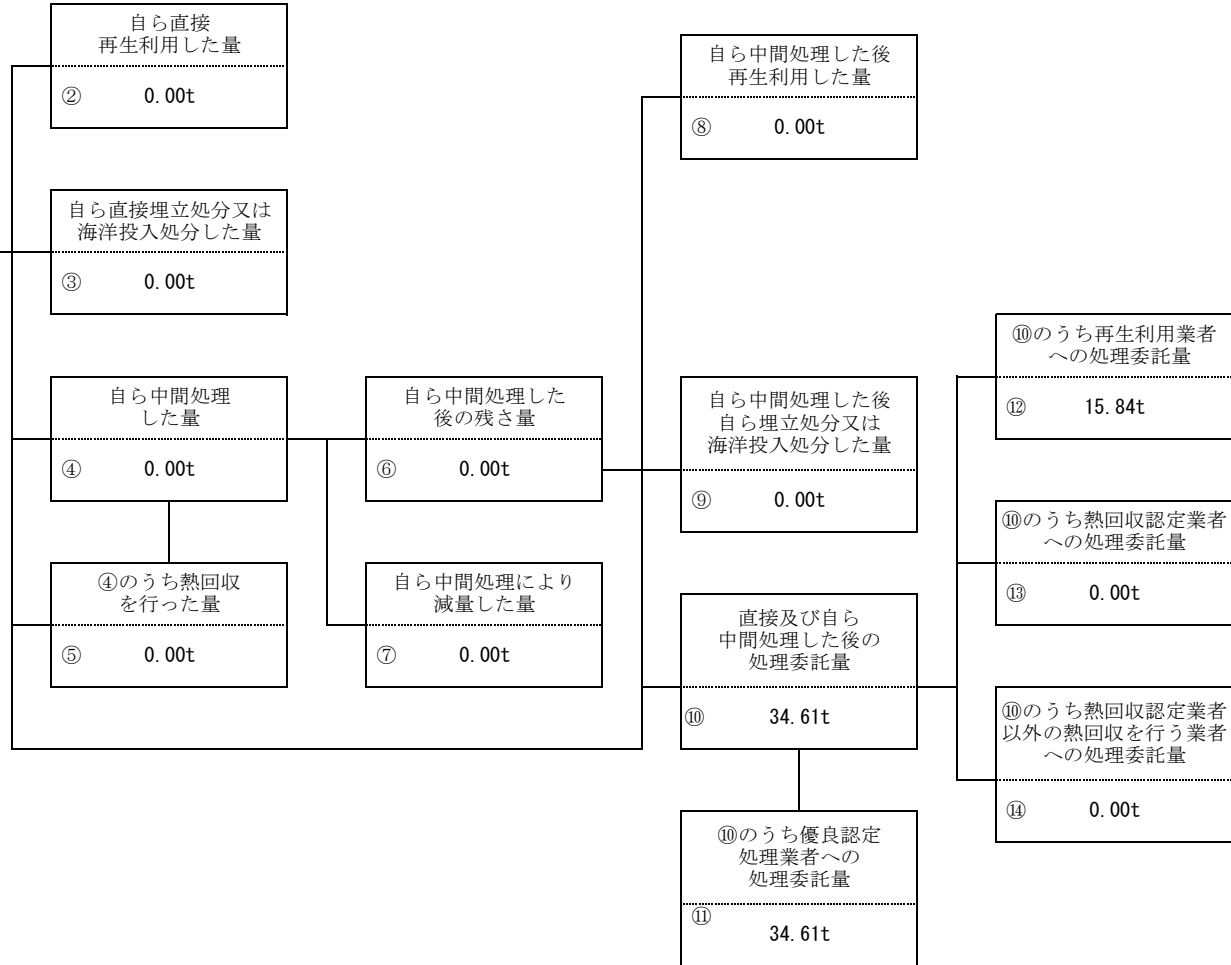 自ら直接
再生利用した量
② 0.00t
自ら直接埋立処分又は
海洋投入処分した量
③ 0.00t
自ら中間処理
した量
④ 0.00t
④のうち熱回収
を行った量
⑤ 0.00t
自ら中間処理した
後の残さ量
⑥ 0.00t
自ら中間処理により
減量した量
⑦ 0.00t
自ら中間処理した後
再生利用した量
⑧ 0.00t
自ら中間処理した後
自ら埋立処分又は
海洋投入処分した量
⑨ 0.00t
直接及び自ら
中間処理した後の
処理委託量
⑩ 34.61t
⑩のうち優良認定
処理業者への
処理委託量
⑪ 34.61t
⑩のうち再生利用業者
への処理委託量
⑫ 15.84t
⑩のうち熱回収認定業者
への処理委託量
⑬ 0.00t
⑩のうち熱回収認定業者
以外の熱回収を行う業者
への処理委託量
⑭ 0.00t